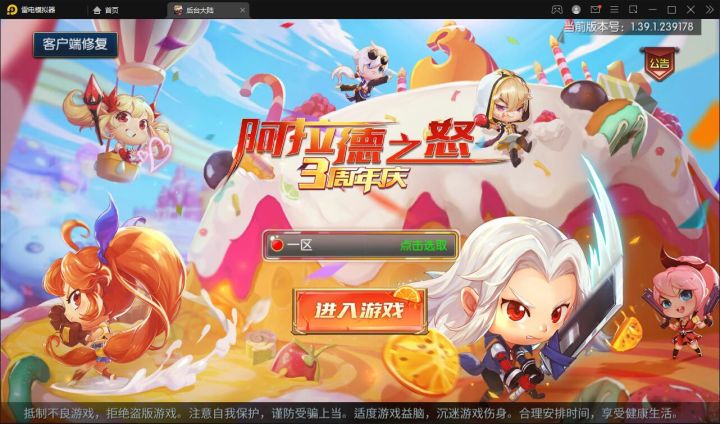 雷电模拟器
首页
后台大陆
当前版本号：1.39.1.239178
客户端修复
公告
阿拉德之怒
3周年庆
一区
点击选取
进入游戏
抵制不良游戏，拒绝盗版游戏。注意自我保护，谨防受骗上当。适度游戏益脑，沉迷游戏伤身。合理安排时间，享受健康生活。